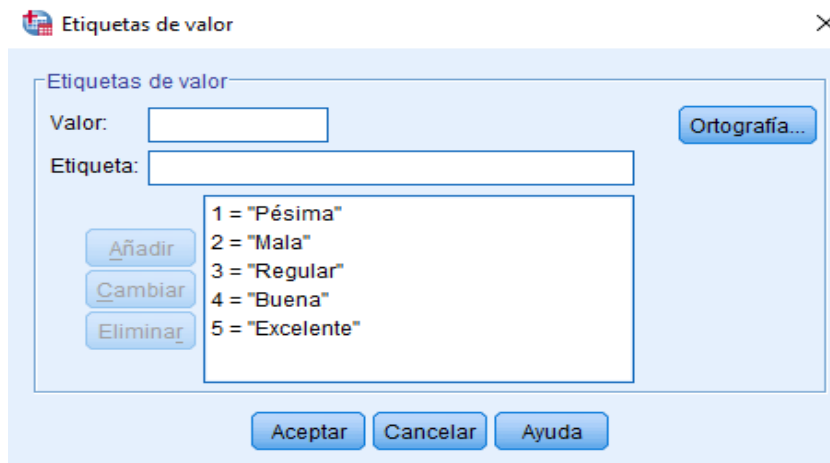 Etiquetas de valor
Etiquetas de valor
Valor:
Ortografía...
Etiqueta:
1 = "Pésima"
2 = "Mala"
3 = "Regular"
4 = "Buena"
5 = "Excelente"
Añadir
Cambiar
Eliminar
Aceptar
Cancelar
Ayuda